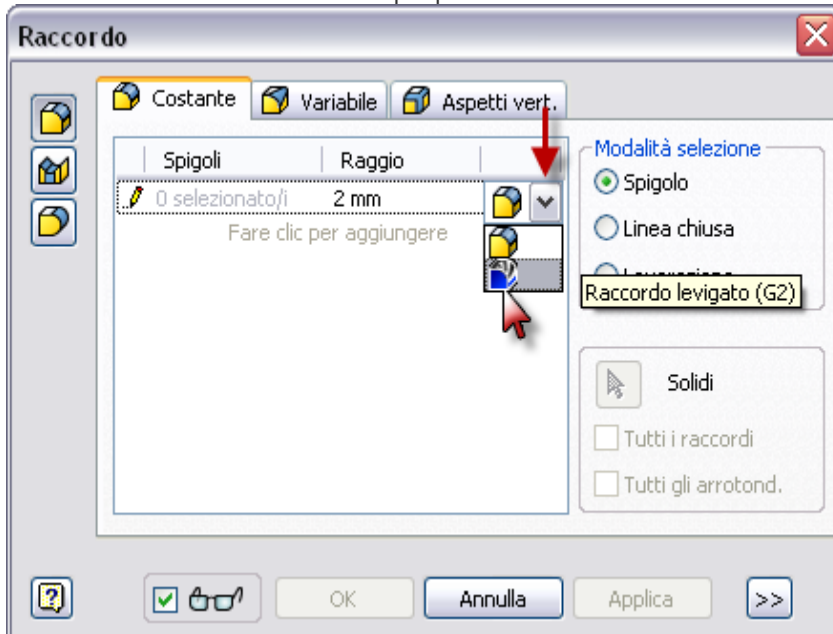 Raccordo
Costante Variabile Aspetti vert.
Spigoli Raggio
0 selezionato/i 2 mm
Fare clic per aggiungere
Modalità selezione
Spigolo
Linea chiusa
Raccordo levigato (G2)
Solidi
Tutti i raccordi
Tutti gli arrotond.
OK Annulla Applica >>